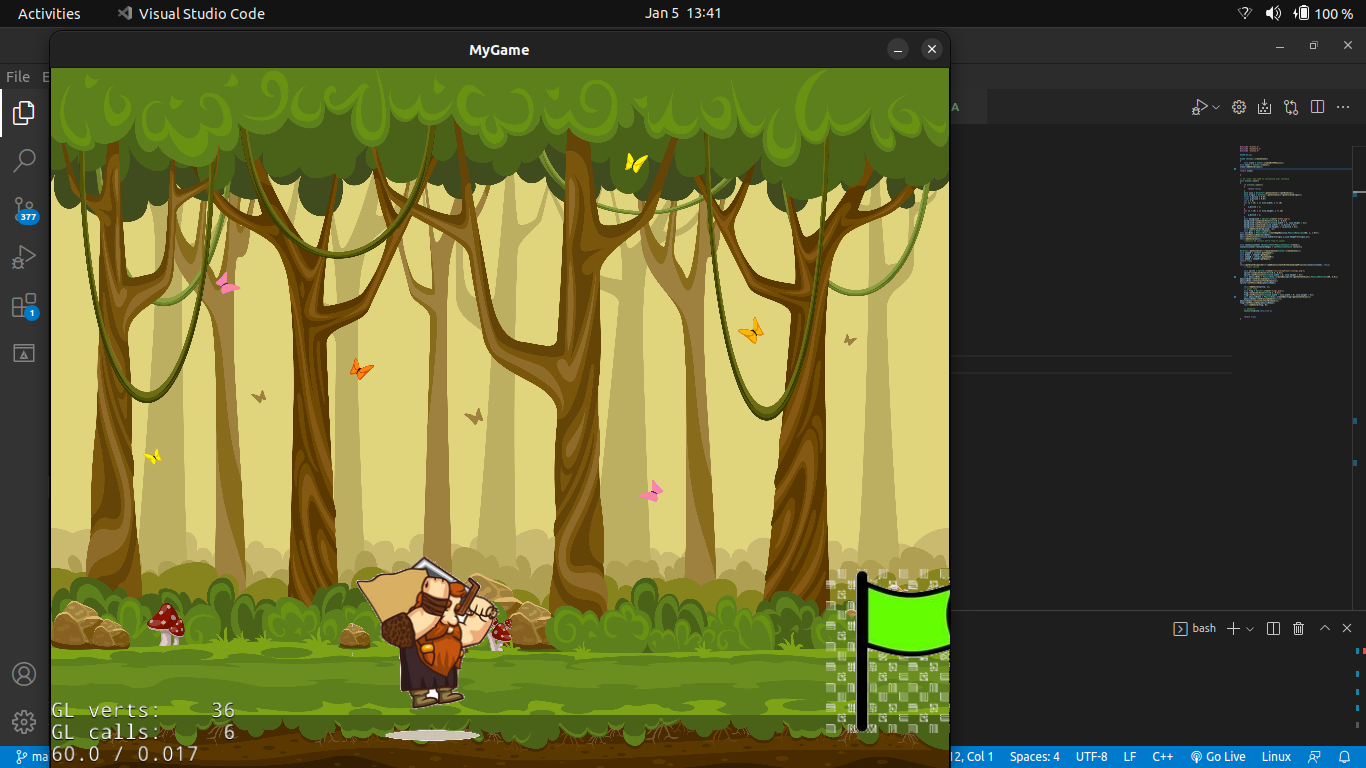 Activities
Visual Studio Code
Jan 5 13:41
100 %
MyGame
File E
A
377
1
bash
GL verts: 36
GL calls: 6
60.0 / 0.017
ma
12, Col 1
Spaces: 4
UTF-8
LF
C++
Go Live
Linux